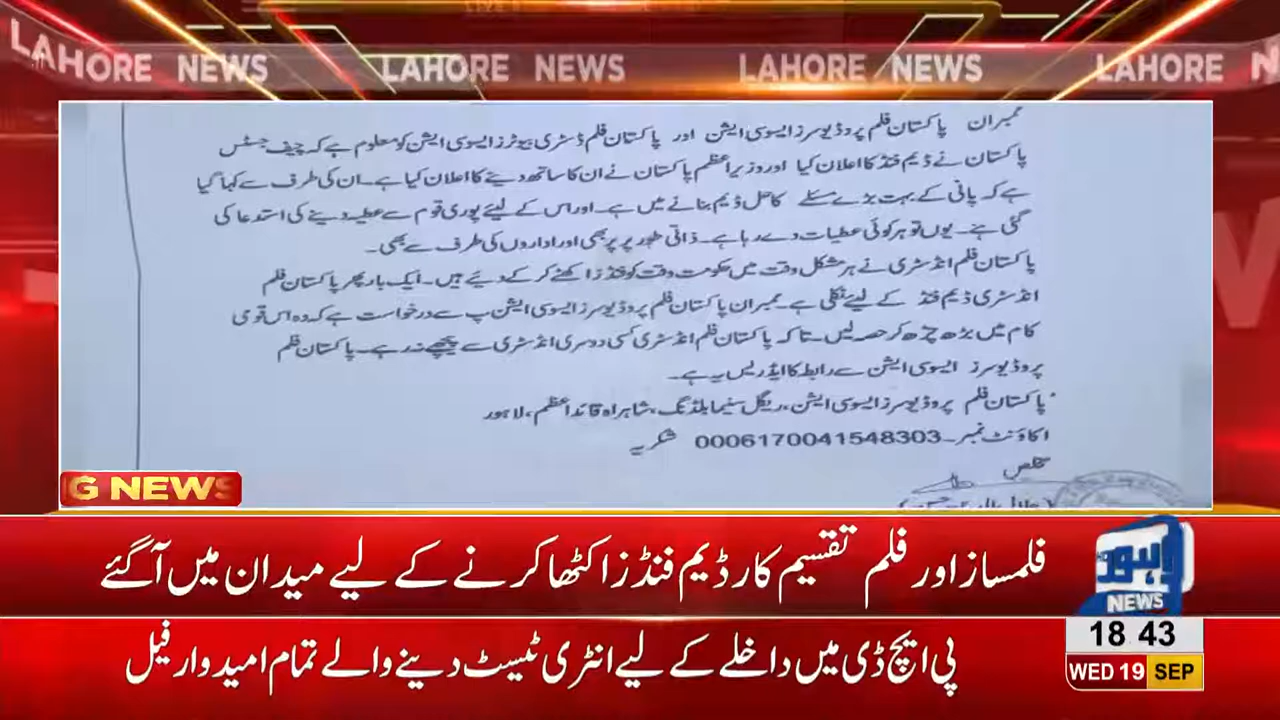 LAHORE NEWS LAHORE NEWS LAHORE NEWS LAHORE N
ممبران پاکستان فلم پروڈیوسرز ایسوسی ایشن اور پاکستان فلم ڈسٹری بیوٹرز ایسوسی ایشن کو معلوم ہے کہ چیف جسٹس
پاکستان نے ڈیم فنڈ کا اعلان کیا اور وزیراعظم پاکستان نے ان کا ساتھ دینے کا اعلان کیا ہے۔ ان کی طرف سے کہا گیا
ہے کہ پانی کے بہت بڑے مسئلے کا حل ڈیم بنانے میں ہے۔ اور اس کے لیئے پوری قوم سے عطیہ دینے کی استدعا کی
گئی ہے۔ یوں تو ہر کوئی عطیات دے رہا ہے۔ ذاتی طور پر بھی اور اداروں کی طرف سے بھی۔
پاکستان فلم انڈسٹری نے ہر مشکل وقت میں حکومت وقت کو فنڈز اکھٹے کر کے دیئے ہیں۔ ایک بار پھر پاکستان فلم
انڈسٹری ڈیم فنڈ کے لیئے نکلی ہے۔ ممبران پاکستان فلم پروڈیوسرز ایسوسی ایشن پ سے درخواست ہے کہ وہ اس قومی
کام میں بڑھ چڑھ کر حصہ لیں۔ تاکہ پاکستان فلم انڈسٹری کسی دوسری انڈسٹری سے پیچھے نہ رہے۔ پاکستان فلم
پروڈیوسرز ایسوسی ایشن سے رابطہ کا ایڈریس یہ ہے۔
پاکستان فلم پروڈیوسرز ایسوسی ایشن، ریگل سنیما بلڈنگ، شاہراہ قائد اعظم، لاہور
اکاؤنٹ نمبر۔ 0006170041548303 شکریہ
مخلص
G NEWS
فلمساز اور فلم تقسیم کار ڈیم فنڈز اکٹھا کرنے کے لیے میدان میں آگئے
لاہور
NEWS
پی ایچ ڈی میں داخلے کے لیے انٹری ٹیسٹ دینے والے تمام امیدوار فیل
18 43
WED 19 SEP